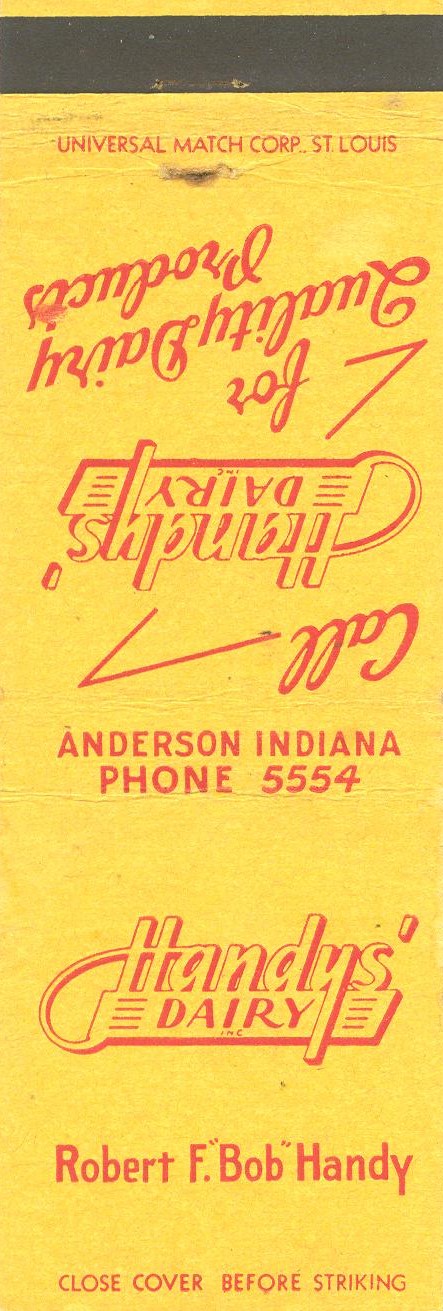 UNIVERSAL MATCH CORP., ST. LOUIS
Call
Handys'
DAIRY
INC
for
Quality Dairy
Products
ANDERSON INDIANA
PHONE 5554
Handys'
DAIRY
INC
Robert F. "Bob" Handy
CLOSE COVER BEFORE STRIKING